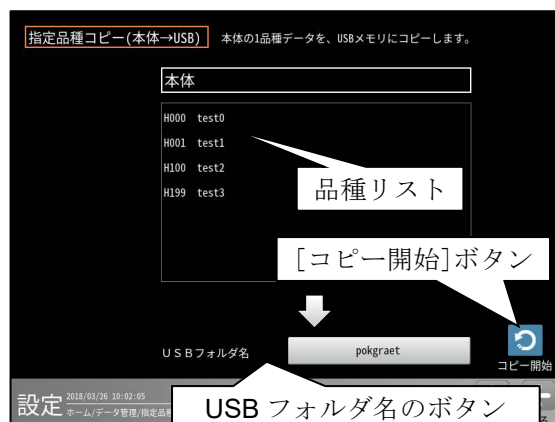 指定品種コピー(本体→USB) 本体の1品種データを、USBメモリにコピーします。
本体
H000 test0
H001 test1
H100 test2
H199 test3
品種リスト
[コピー開始]ボタン
USBフォルダ名 pokgraet
コピー開始
設定 2018/03/26 10:02:05
ホーム/データ管理/指定品
USB フォルダ名のボタン
る